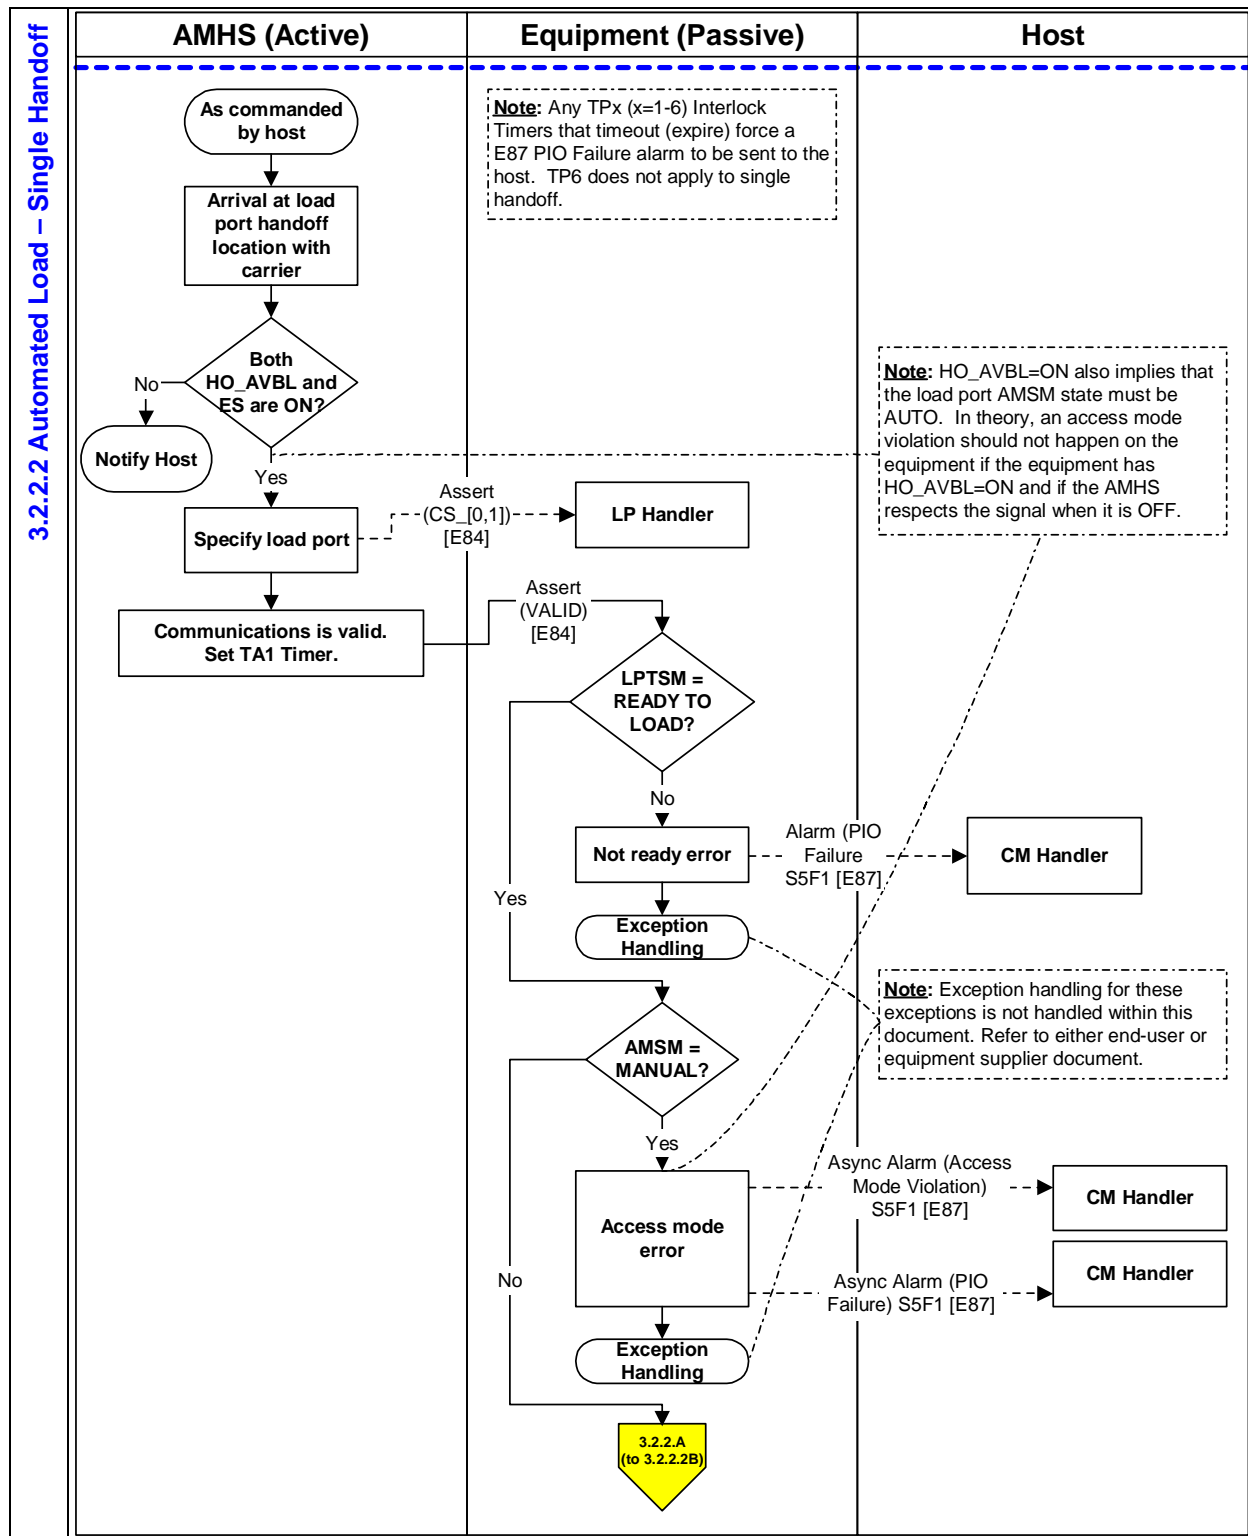 3.2.2.2 Automated Load – Single Handoff
AMHS (Active)
Equipment (Passive)
Host
As commanded
by host
Note: Any TPx (x=1-6) Interlock
Timers that timeout (expire) force a
E87 PIO Failure alarm to be sent to the
host.  TP6 does not apply to single
handoff.
Arrival at load
port handoff
location with
carrier
Both
HO_AVBL and
ES are ON?
No
Notify Host
Yes
Note: HO_AVBL=ON also implies that
the load port AMSM state must be
AUTO.  In theory, an access mode
violation should not happen on the
equipment if the equipment has
HO_AVBL=ON and if the AMHS
respects the signal when it is OFF.
Specify load port
Assert
(CS_[0,1])
[E84]
LP Handler
Communications is valid.
Set TA1 Timer.
Assert
(VALID)
[E84]
LPTSM =
READY TO
LOAD?
No
Yes
Not ready error
Alarm (PIO
Failure
S5F1 [E87]
CM Handler
Exception
Handling
Note: Exception handling for these
exceptions is not handled within this
document. Refer to either end-user or
equipment supplier document.
AMSM =
MANUAL?
Yes
No
Access mode
error
Async Alarm (Access
Mode Violation)
S5F1 [E87]
CM Handler
Async Alarm (PIO
Failure) S5F1 [E87]
CM Handler
Exception
Handling
3.2.2.A
(to 3.2.2.2B)